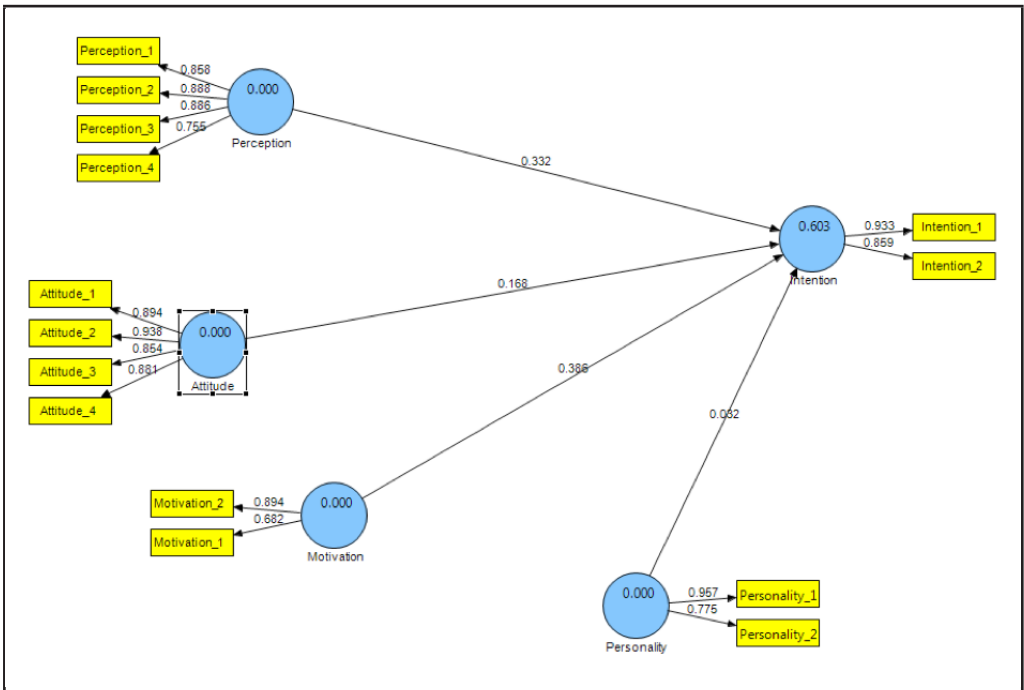 Perception_1
0.858
Perception_2
0.888
0.886
Perception_3
0.755
Perception_4
0.000
Perception
0.332
0.603
Intention
0.933
Intention_1
0.859
Intention_2
Attitude_1
0.894
Attitude_2
0.938
0.854
Attitude_3
0.881
Attitude_4
0.000
Attitude
0.168
0.386
0.032
Motivation_2
0.894
0.682
Motivation_1
0.000
Motivation
0.000
Personality
0.957
Personality_1
0.775
Personality_2